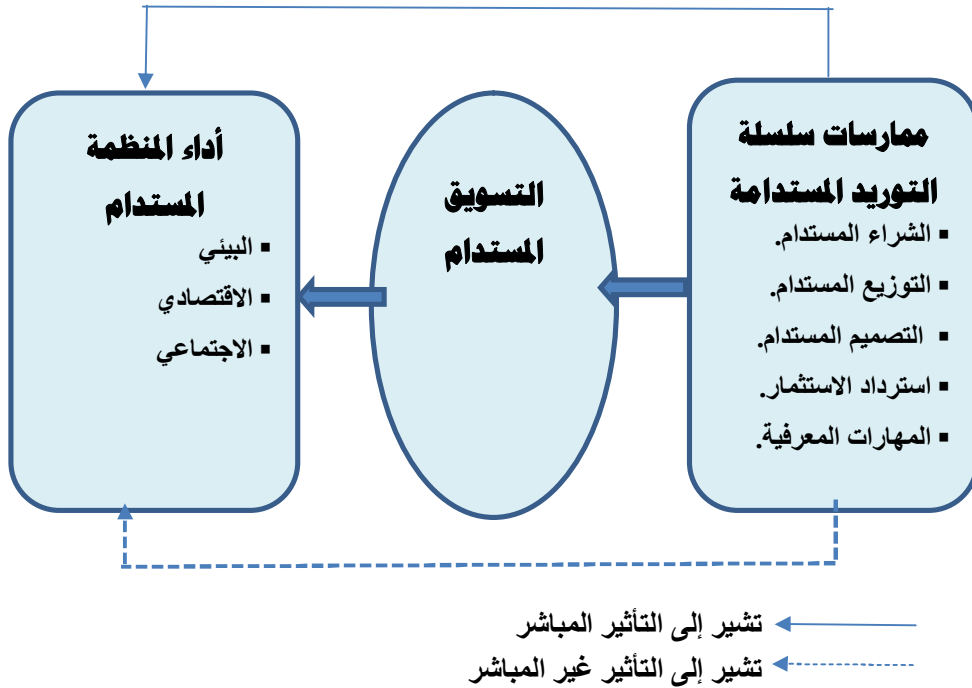 ممارسات سلسلة
التوريد المستدامة
▪ الشراء المستدام.
▪ التوزيع المستدام.
▪ التصميم المستدام.
▪ استرداد الاستثمار.
▪ المهارات المعرفية.
التسويق
المستدام
أداء المنظمة
المستدام
▪ البيئي
▪ الاقتصادي
▪ الاجتماعي
تشير إلى التأثير المباشر
تشير إلى التأثير غير المباشر